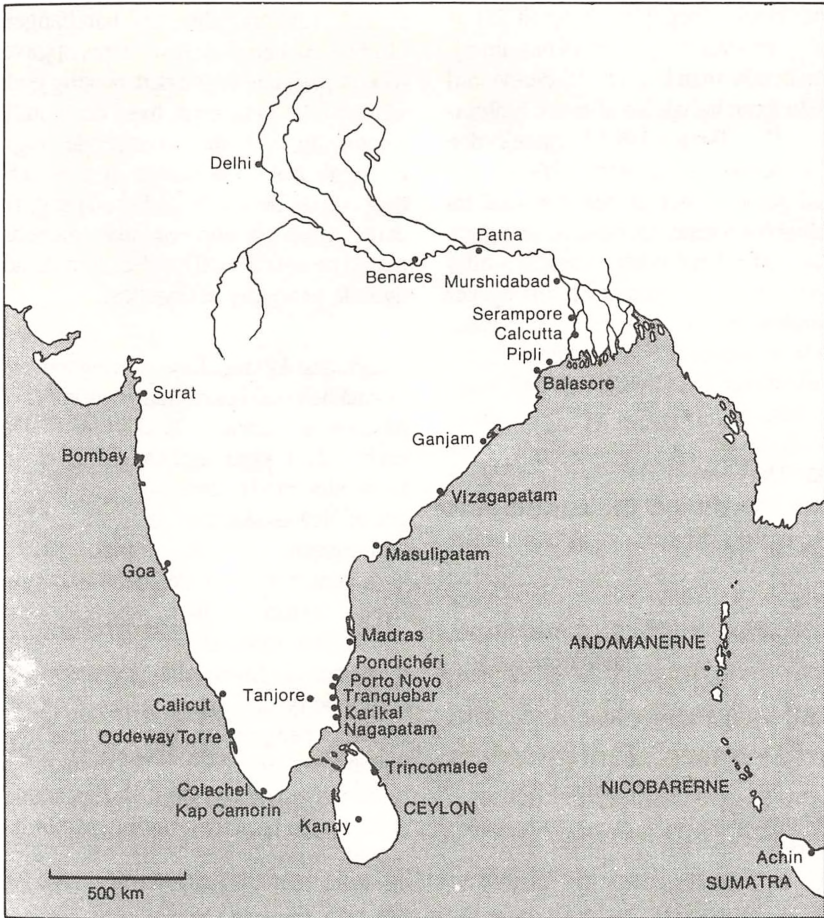 Delhi
Patna
Benares
Murshidabad
Serampore
Calcutta
Pipli
Balasore
Surat
Ganjam
Bombay
Vizagapatam
Masulipatam
Goa
Madras
ANDAMANERNE
Pondichéri
Porto Novo
Calicut
Tanjore
Tranquebar
Karikal
Nagapatam
Oddeway Torre
Trincomalee
NICOBARERNE
Colachel
Kap Camorin
CEYLON
Kandy
Achin
SUMATRA
500 km